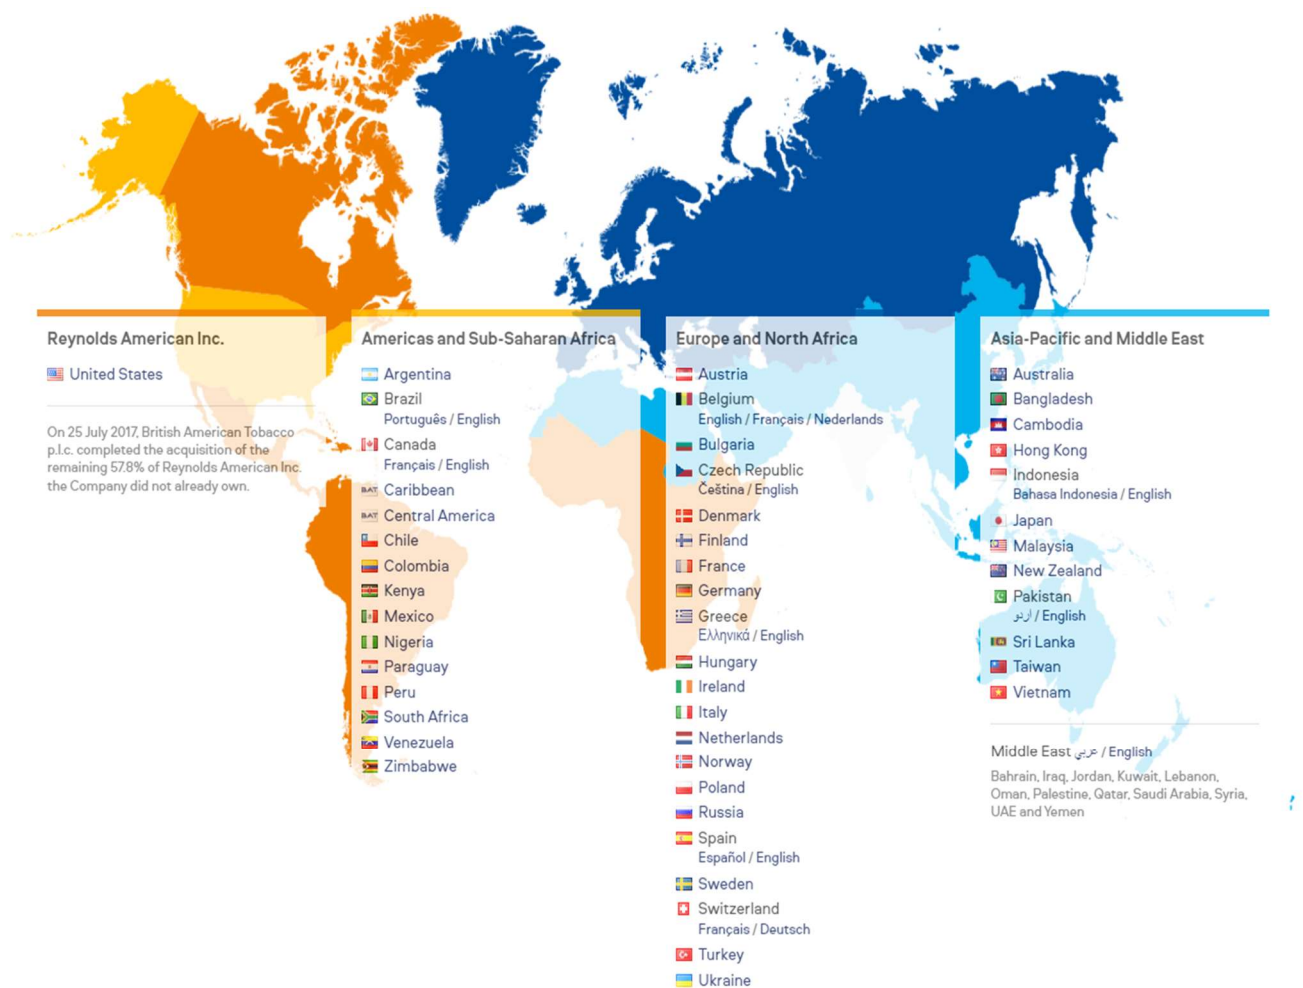 Reynolds American Inc.
United States
On 25 July 2017, British American Tobacco
p.l.c. completed the acquisition of the
remaining 57.8% of Reynolds American Inc.
the Company did not already own.
Americas and Sub-Saharan Africa
Argentina
Brazil
Português / English
Canada
Français / English
BAT Caribbean
BAT Central America
Chile
Colombia
Kenya
Mexico
Nigeria
Paraguay
Peru
South Africa
Venezuela
Zimbabwe
Europe and North Africa
Austria
Belgium
English / Français / Nederlands
Bulgaria
Czech Republic
Čeština / English
Denmark
Finland
France
Germany
Greece
Ελληνικά / English
Hungary
Ireland
Italy
Netherlands
Norway
Poland
Russia
Spain
Español / English
Sweden
Switzerland
Français / Deutsch
Turkey
Ukraine
Asia-Pacific and Middle East
Australia
Bangladesh
Cambodia
Hong Kong
Indonesia
Bahasa Indonesia / English
Japan
Malaysia
New Zealand
Pakistan
اردو / English
Sri Lanka
Taiwan
Vietnam
Middle East عربي / English
Bahrain, Iraq, Jordan, Kuwait, Lebanon,
Oman, Palestine, Qatar, Saudi Arabia, Syria,
UAE and Yemen